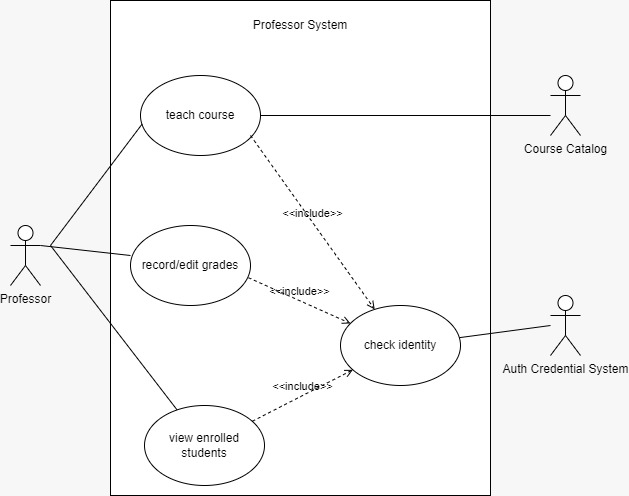 Professor System
teach course
Course Catalog
<<include>>
record/edit grades
<<include>>
Professor
check identity
Auth Credential System
<<include>>
view enrolled
students